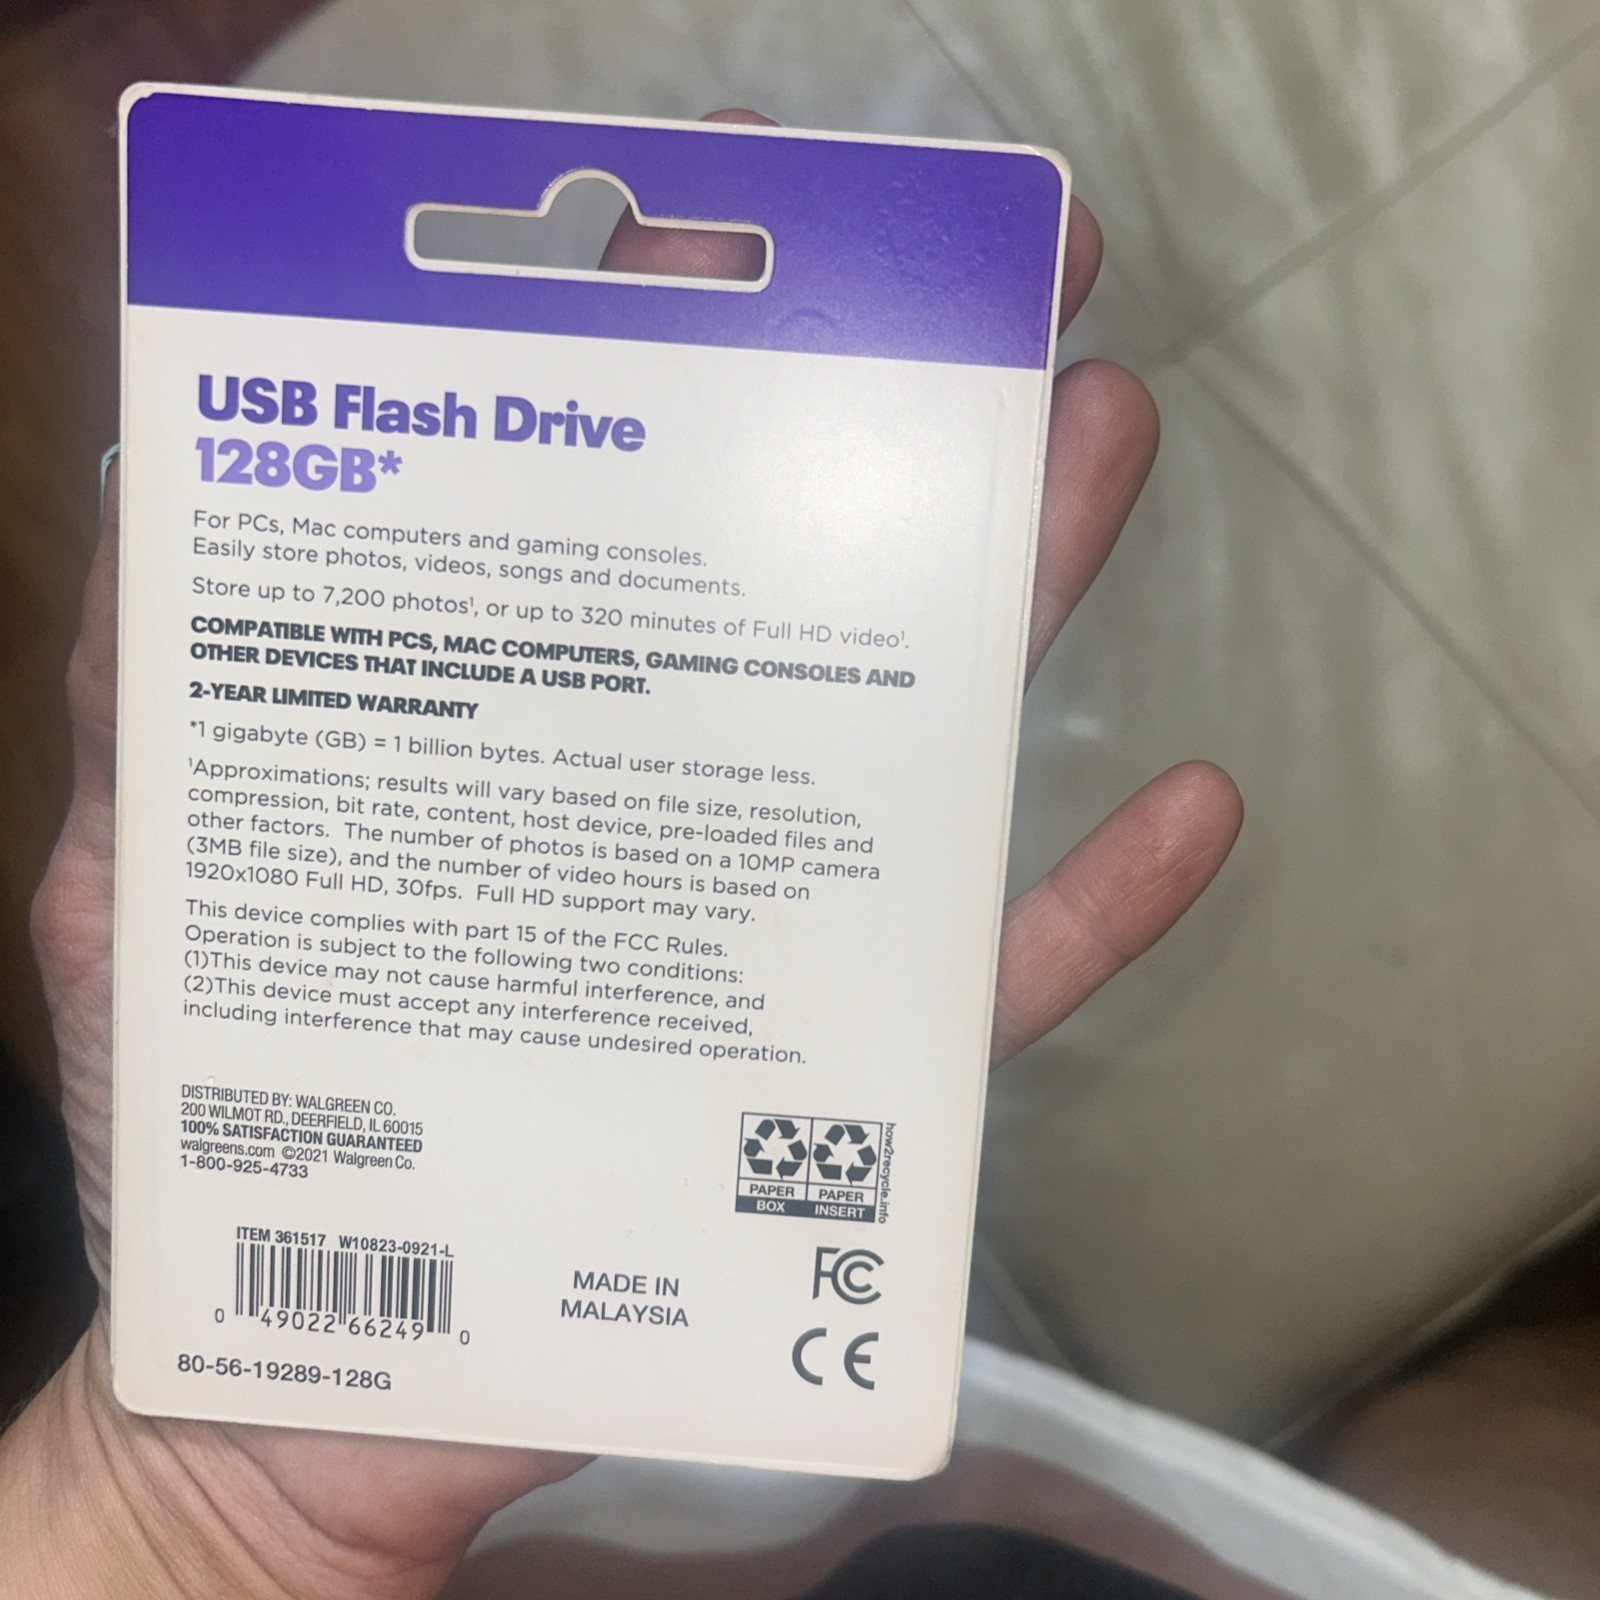 USB Flash Drive
128GB*
For PCs, Mac computers and gaming consoles.
Easily store photos, videos, songs and documents.
Store up to 7,200 photos¹, or up to 320 minutes of Full HD video¹.
COMPATIBLE WITH PCS, MAC COMPUTERS, GAMING CONSOLES AND
OTHER DEVICES THAT INCLUDE A USB PORT.
2-YEAR LIMITED WARRANTY
*1 gigabyte (GB) = 1 billion bytes. Actual user storage less.
¹Approximations; results will vary based on file size, resolution,
compression, bit rate, content, host device, pre-loaded files and
other factors. The number of photos is based on a 10MP camera
(3MB file size), and the number of video hours is based on
1920x1080 Full HD, 30fps. Full HD support may vary.
This device complies with part 15 of the FCC Rules.
Operation is subject to the following two conditions:
(1)This device may not cause harmful interference, and
(2)This device must accept any interference received,
including interference that may cause undesired operation.
DISTRIBUTED BY: WALGREEN CO.
200 WILMOT RD., DEERFIELD, IL 60015
100% SATISFACTION GUARANTEED
walgreens.com ©2021 Walgreen Co.
1-800-925-4733
PAPER PAPER
BOX INSERT
how2recycle.info
ITEM 361517 W10823-0921-L
0 49022 66249 0
80-56-19289-128G
MADE IN
MALAYSIA
FC
CE